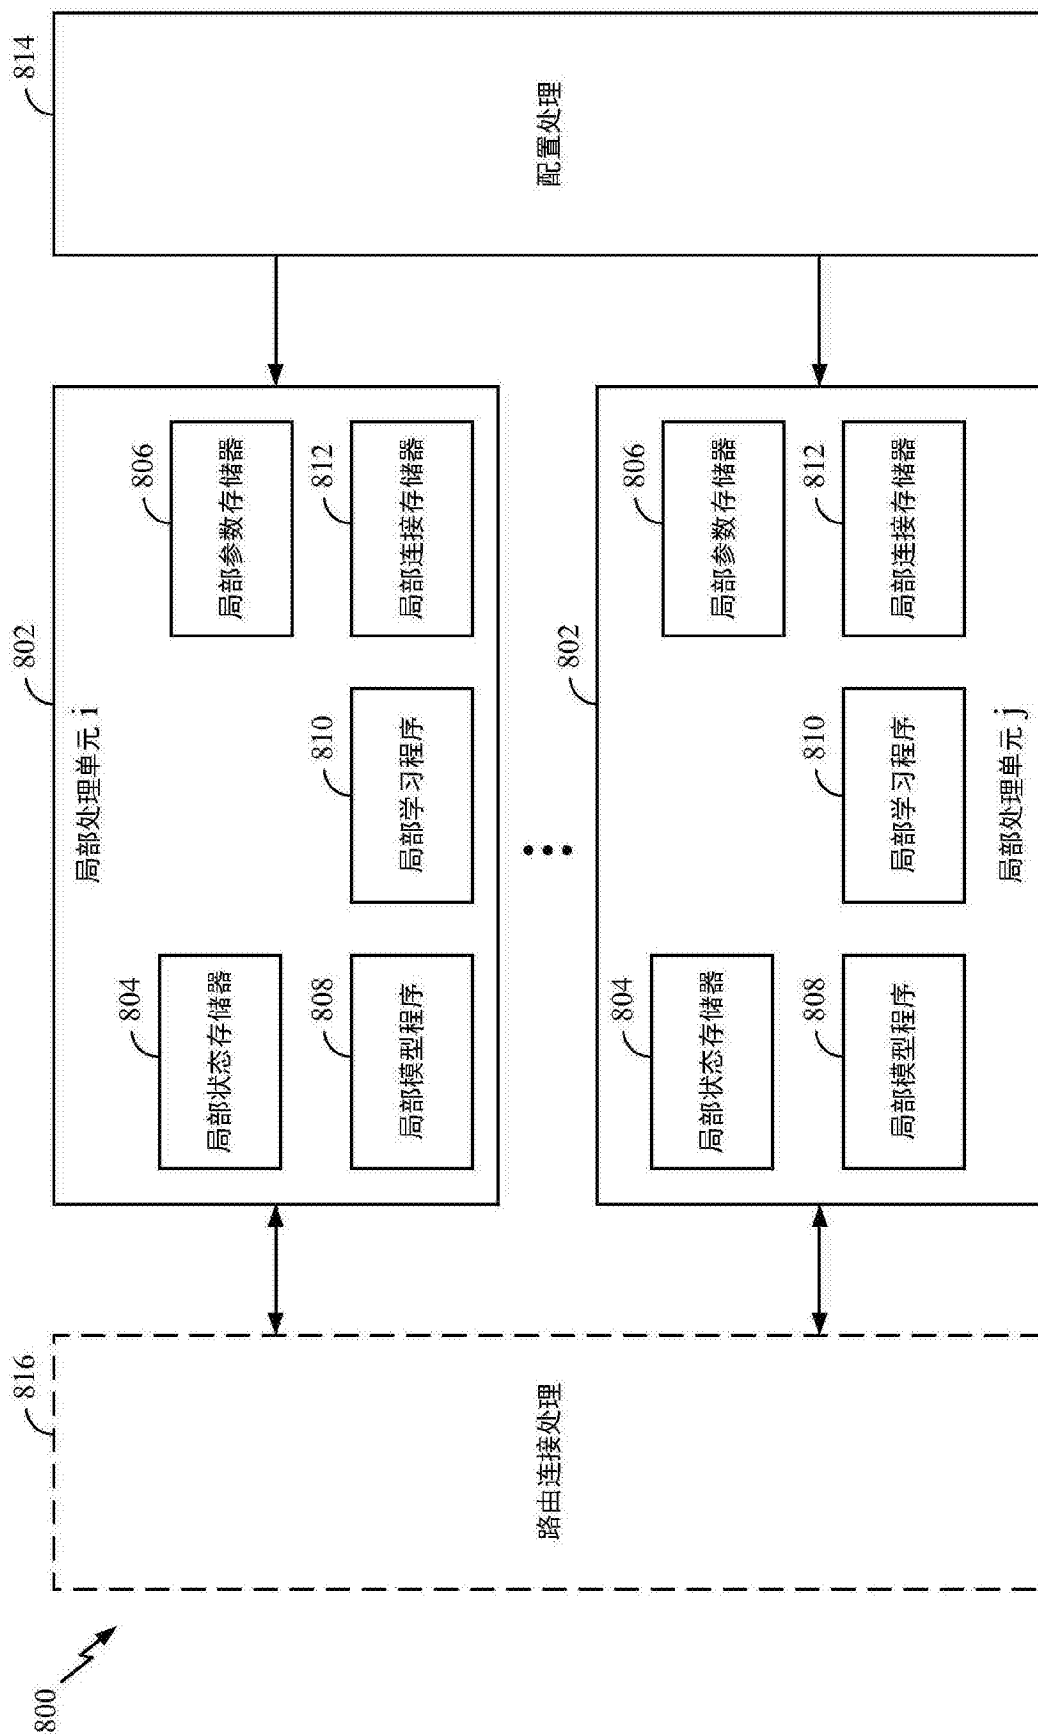 800
816
路由连接处理
802
局部处理单元 i
804
局部状态存储器
806
局部参数存储器
808
局部模型程序
810
局部学习程序
812
局部连接存储器
802
804
局部状态存储器
806
局部参数存储器
808
局部模型程序
810
局部学习程序
812
局部连接存储器
局部处理单元 j
814
配置处理